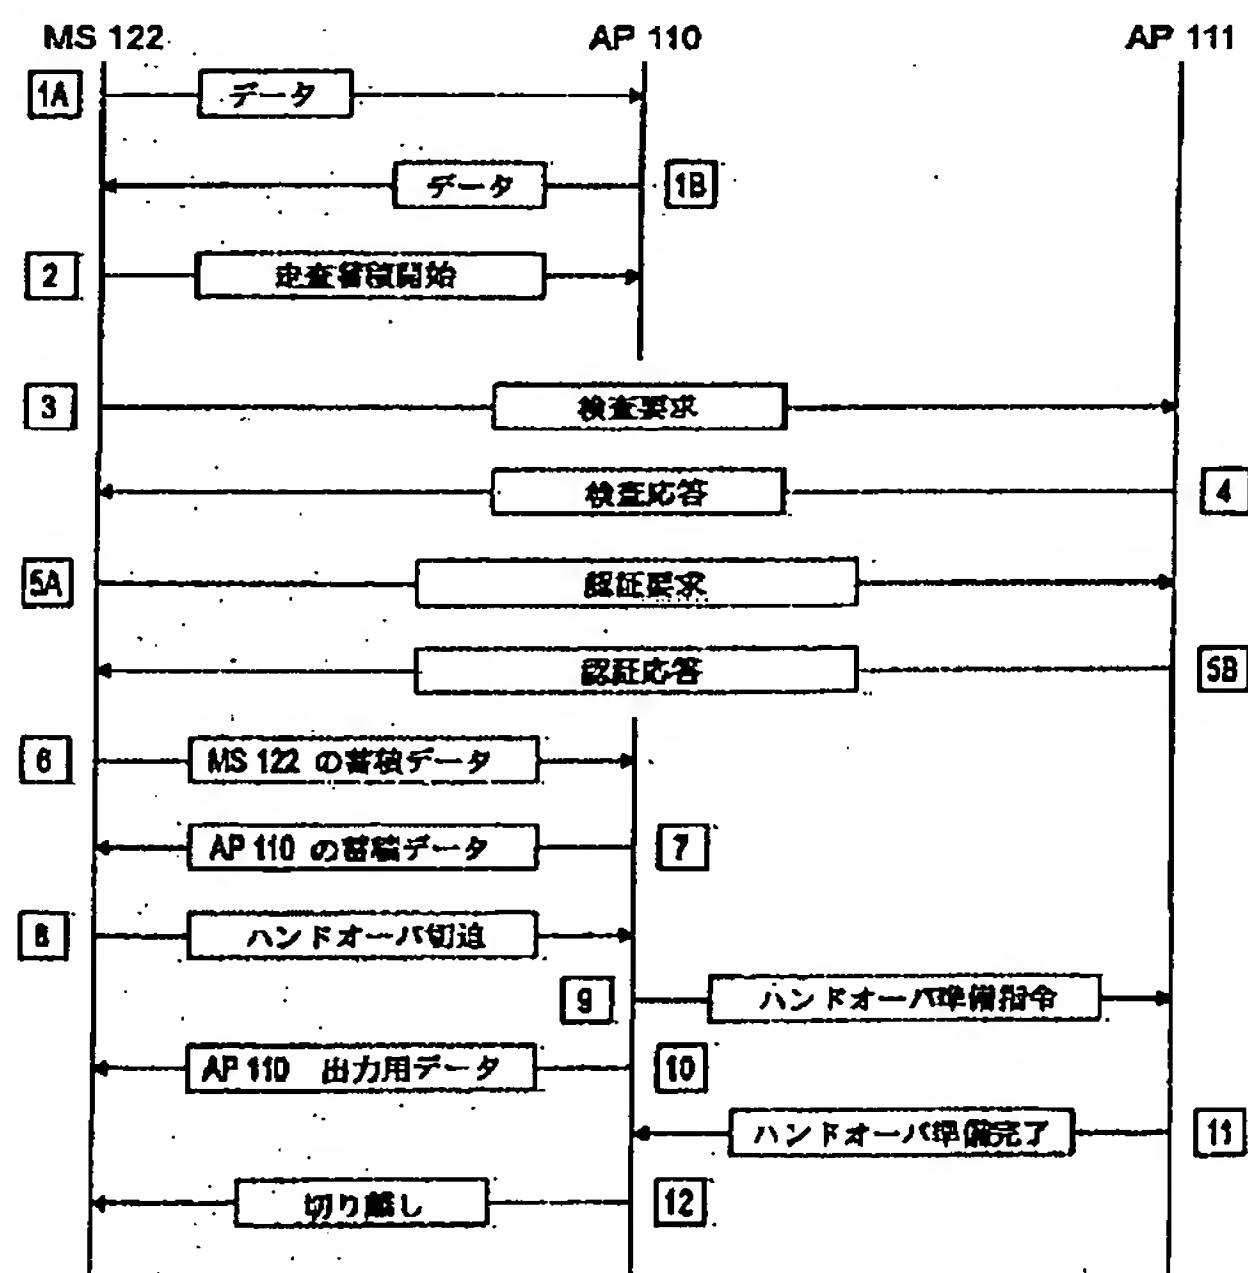 MS 122
AP 110
AP 111
1A
データ
データ
1B
2
走査蓄積開始
3
検査要求
検査応答
4
5A
認証要求
認証応答
5B
6
MS 122 の蓄積データ
AP 110 の蓄積データ
7
8
ハンドオーバ切迫
9
ハンドオーバ準備指令
AP 110 出力用データ
10
ハンドオーバ準備完了
11
切り離し
12